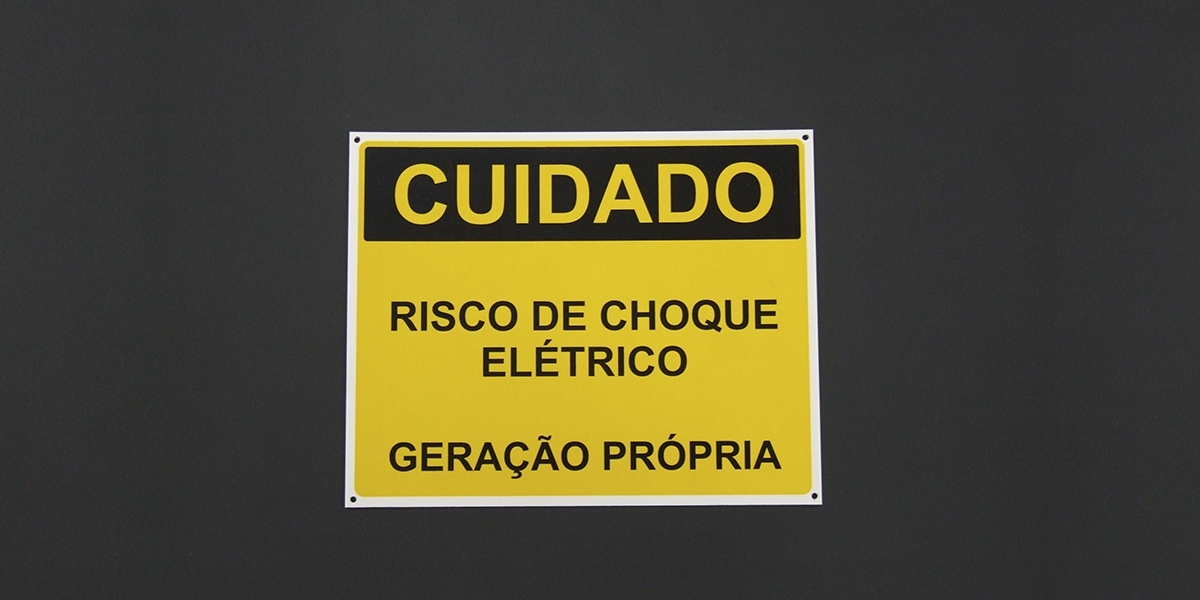 CUIDADO
RISCO DE CHOQUE
ELÉTRICO
GERAÇÃO PRÓPRIA